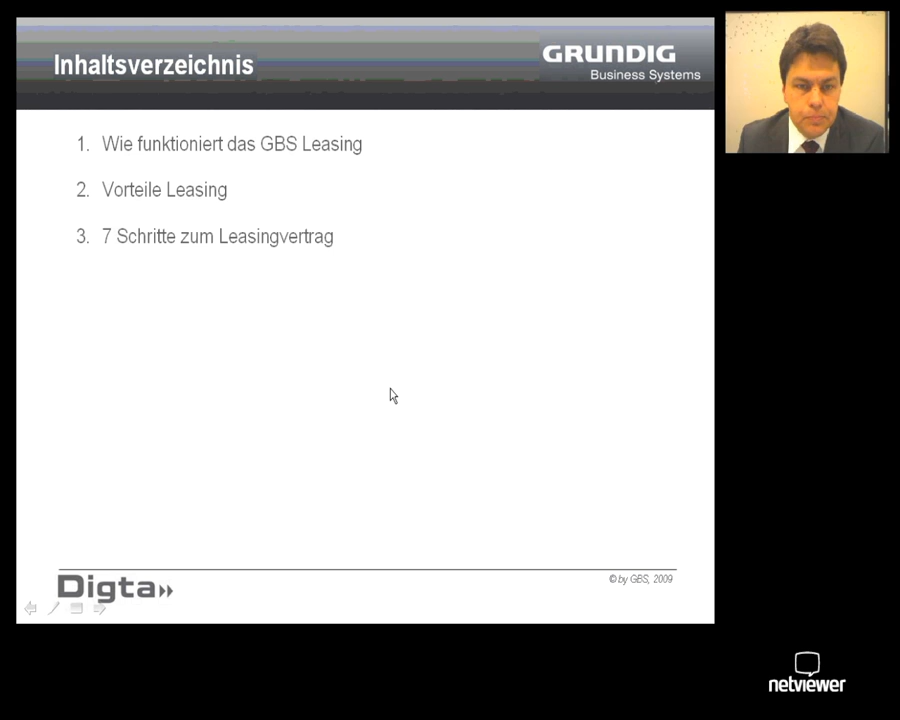 Inhaltsverzeichnis
GRUNDIG
Business Systems
1. Wie funktioniert das GBS Leasing
2. Vorteile Leasing
3. 7 Schritte zum Leasingvertrag
Digta
© by GBS, 2009
netviewer